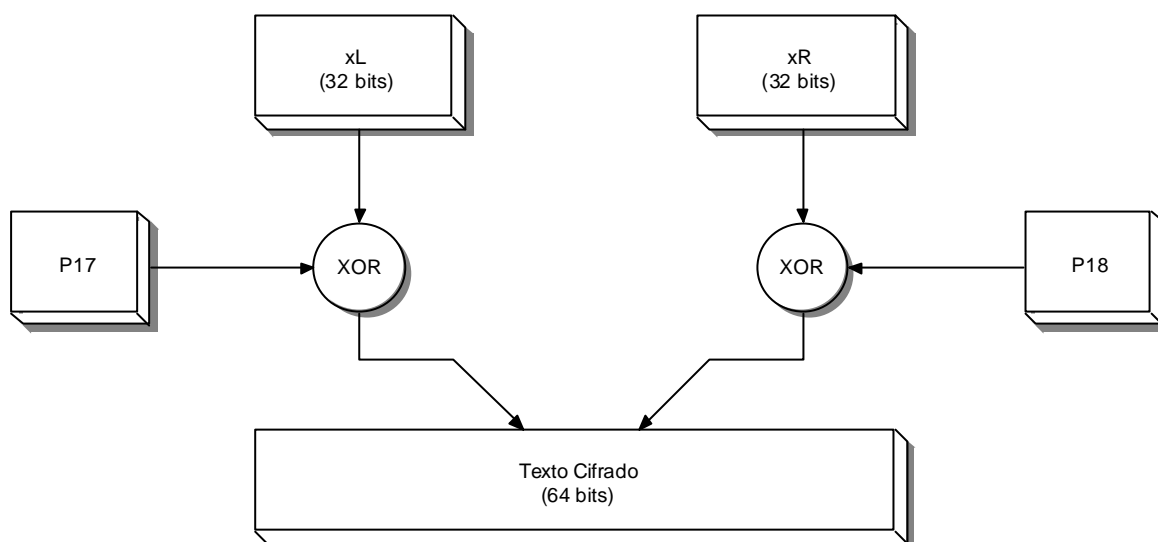 xL
(32 bits)
xR
(32 bits)
P17
XOR
XOR
P18
Texto Cifrado
(64 bits)